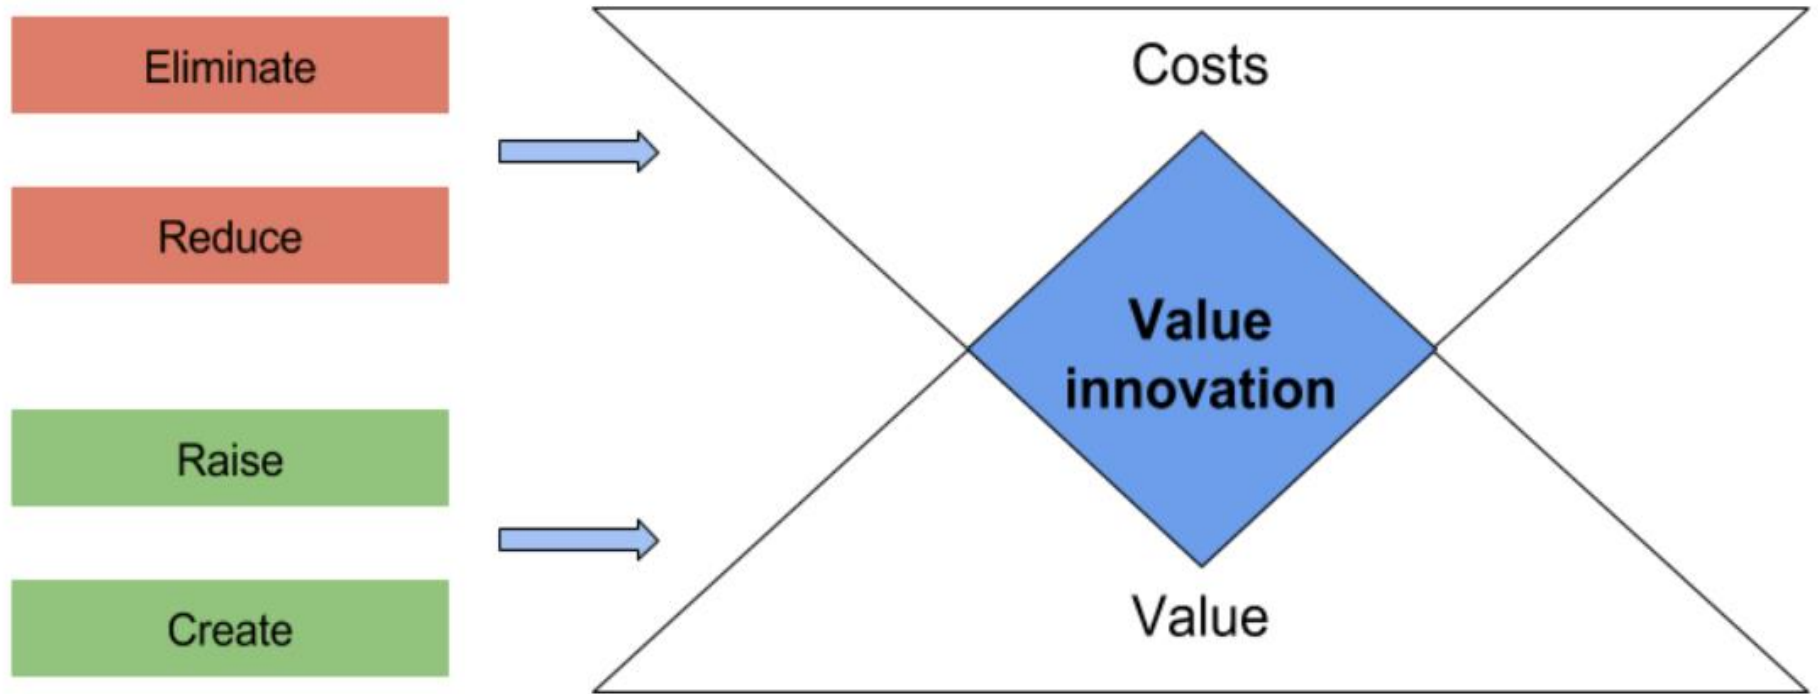 Eliminate
Reduce
Raise
Create
Costs
Value
innovation
Value